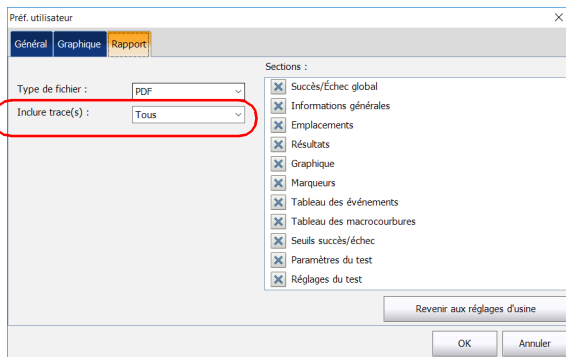 Préf. utilisateur
Général Graphique Rapport
Type de fichier : PDF
Inclure trace(s) : Tous
Sections :
Succès/Échec global
Informations générales
Emplacements
Résultats
Graphique
Marqueurs
Tableau des événements
Tableau des macrocourbures
Seuils succès/échec
Paramètres du test
Réglages du test
Revenir aux réglages d'usine
OK Annuler